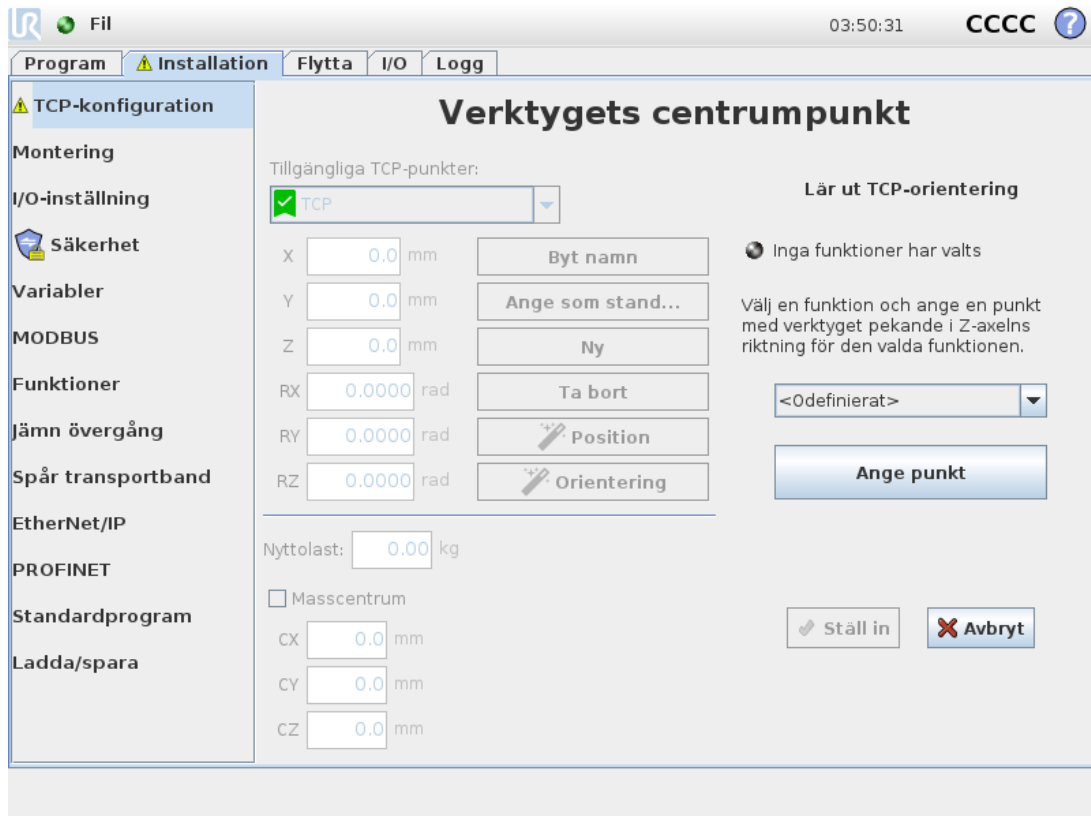 UR
Fil
03:50:31
CCCC
?
Program
Installation
Flytta
I/O
Logg
TCP-konfiguration
Montering
I/O-inställning
Säkerhet
Variabler
MODBUS
Funktioner
Jämn övergång
Spår transportband
EtherNet/IP
PROFINET
Standardprogram
Ladda/spara
Verktygets centrumpunkt
Tillgängliga TCP-punkter:
TCP
X 0.0 mm
Byt namn
Y 0.0 mm
Ange som stand...
Z 0.0 mm
Ny
RX 0.0000 rad
Ta bort
RY 0.0000 rad
Position
RZ 0.0000 rad
Orientering
Nyttolast: 0.00 kg
Masscentrum
CX 0.0 mm
CY 0.0 mm
CZ 0.0 mm
Lär ut TCP-orientering
Inga funktioner har valts
Välj en funktion och ange en punkt
med verktyget pekande i Z-axelns
riktning för den valda funktionen.
<Odefinierat>
Ange punkt
Ställ in
Avbryt